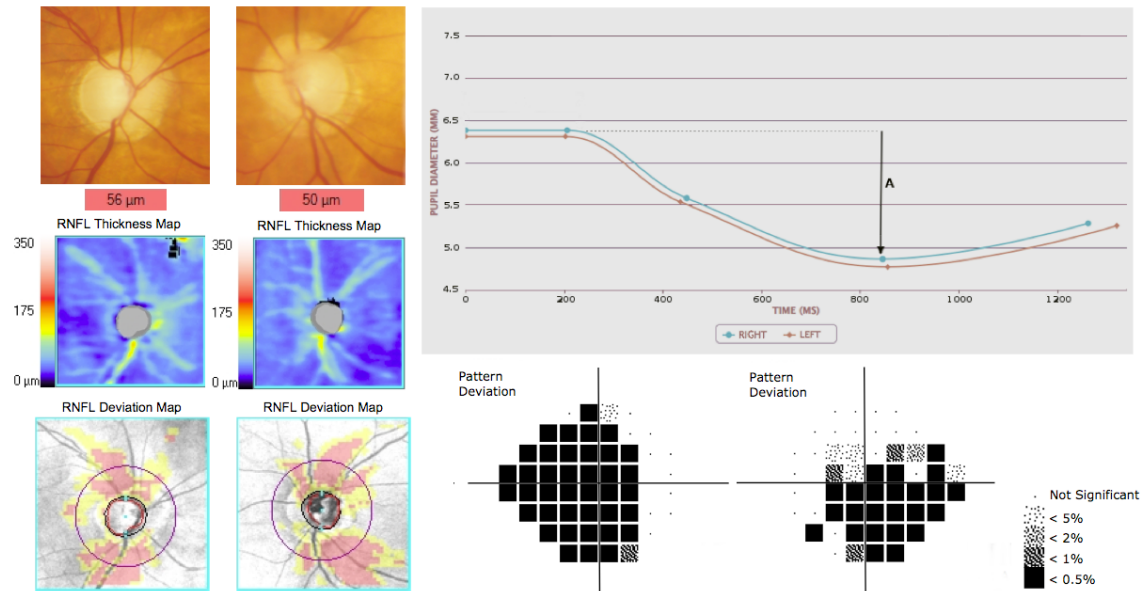 56 µm
50 µm
RNFL Thickness Map
RNFL Thickness Map
350
175
0 µm
350
175
0 µm
RNFL Deviation Map
RNFL Deviation Map
PUPIL DIAMETER (MM)
7.5
7.0
6.5
6.0
5.5
5.0
4.5
A
0
200
400
600
800
1000
1200
TIME (MS)
RIGHT
LEFT
Pattern
Deviation
Pattern
Deviation
Not Significant
< 5%
< 2%
< 1%
< 0.5%